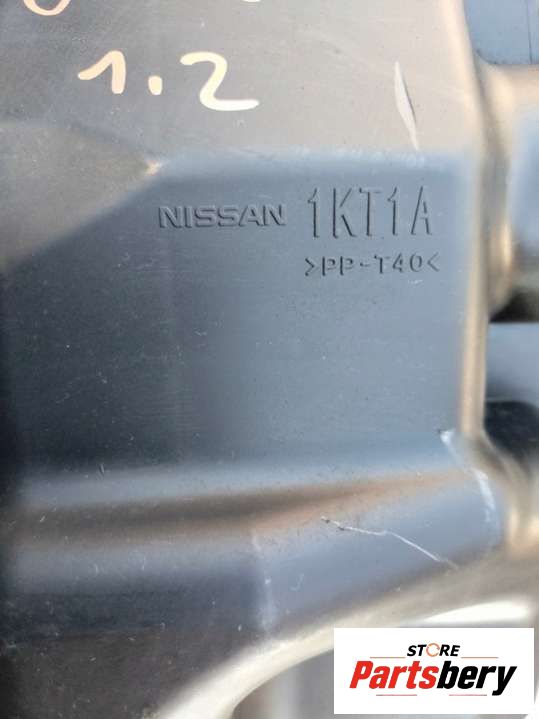 1.2
NISSAN 1KT1A
>PP-T40<
STORE
Partsbery